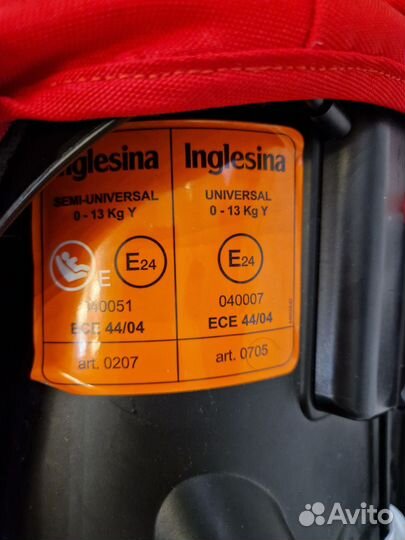 Inglesina
SEMI-UNIVERSAL
0 - 13 Kg Y
E
E24
040051
ECE 44/04
art. 0207
Inglesina
UNIVERSAL
0 - 13 Kg Y
E24
040007
ECE 44/04
art. 0705
Avito